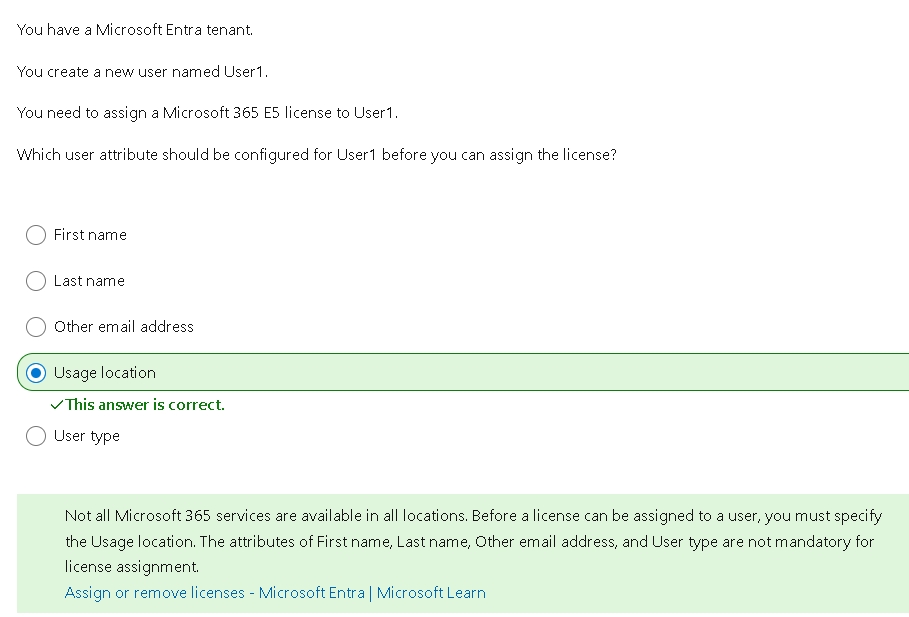 You have a Microsoft Entra tenant.
You create a new user named User1.
You need to assign a Microsoft 365 E5 license to User1.
Which user attribute should be configured for User1 before you can assign the license?
First name
Last name
Other email address
Usage location
✓This answer is correct.
User type
Not all Microsoft 365 services are available in all locations. Before a license can be assigned to a user, you must specify
the Usage location. The attributes of First name, Last name, Other email address, and User type are not mandatory for
license assignment.
Assign or remove licenses - Microsoft Entra | Microsoft Learn